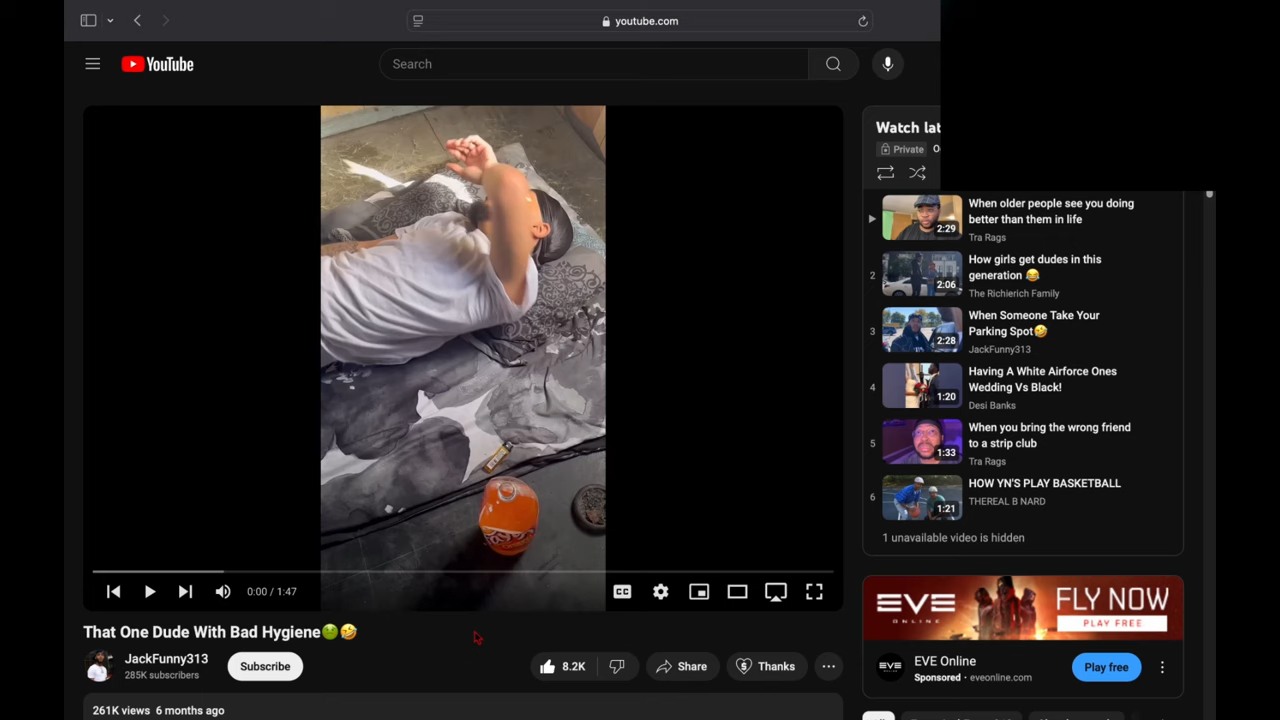 youtube.com
YouTube
Search
Watch lat
Private
2:29
When older people see you doing
better than them in life
Tra Rags
2
2:06
How girls get dudes in this
generation 😂
The Richierich Family
3
2:28
When Someone Take Your
Parking Spot🤣
JackFunny313
4
1:20
Having A White Airforce Ones
Wedding Vs Black!
Desi Banks
5
1:33
When you bring the wrong friend
to a strip club
Tra Rags
6
1:21
HOW YN'S PLAY BASKETBALL
THEREAL B NARD
1 unavailable video is hidden
0:00 / 1:47
CC
That One Dude With Bad Hygiene🤢🤣
JackFunny313
285K subscribers
Subscribe
8.2K
Share
Thanks
261K views 6 months ago
EVE
ONLINE
FLY NOW
PLAY FREE
EVE Online
Sponsored · eveonline.com
Play free